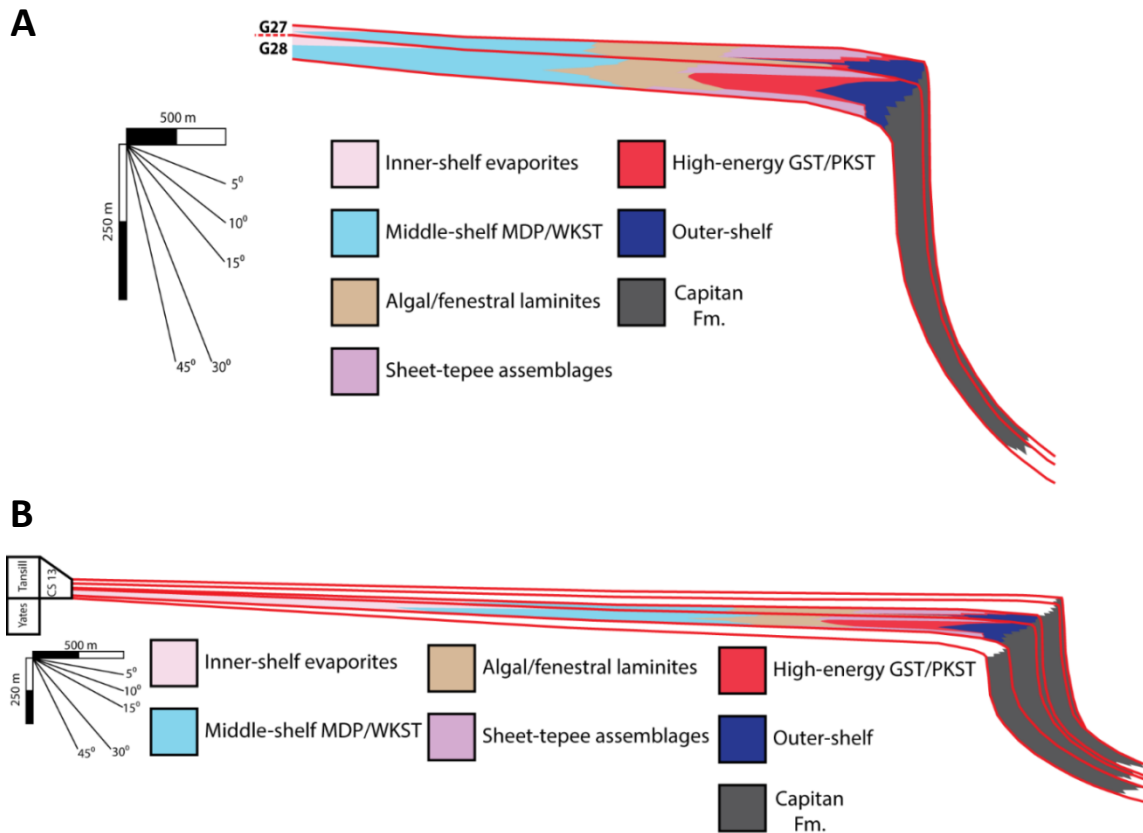 A
G27
G28
500 m
250 m
5⁰
10⁰
15⁰
30⁰
45⁰
Inner-shelf evaporites
High-energy GST/PKST
Middle-shelf MDP/WKST
Outer-shelf
Algal/fenestral laminites
Capitan
Fm.
Sheet-tepee assemblages
B
Tansill
CS 13
Yates
500 m
250 m
5⁰
10⁰
15⁰
30⁰
45⁰
Inner-shelf evaporites
Algal/fenestral laminites
High-energy GST/PKST
Middle-shelf MDP/WKST
Sheet-tepee assemblages
Outer-shelf
Capitan
Fm.